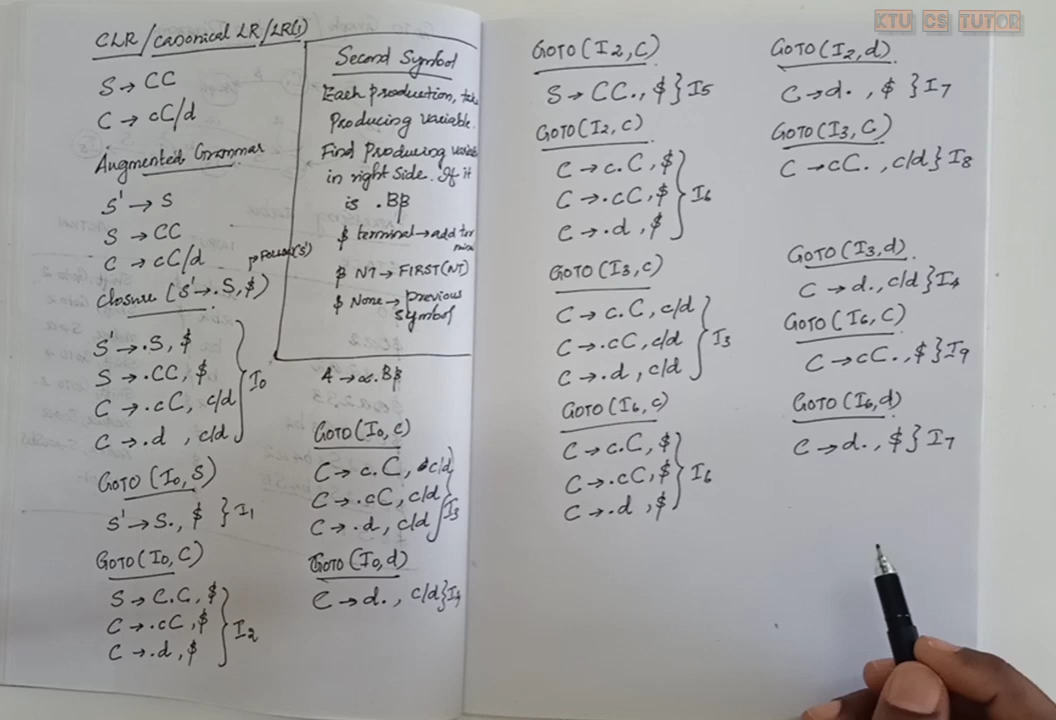 KTU CS TUTOR
CLR/canonical LR/LR(1)
S → CC
C → cC/d
Augmented Grammar
S' → S
S → CC
C → cC/d
Follow(S')
Closure (S' → .S, $)
S' → .S, $
S → .CC, $
C → .cC, c/d
C → .d , c/d
} I0
GOTO (I0, S)
S' → S., $ } I1
GOTO (I0, C)
S → C.C, $
C → .cC, $
C → .d, $
} I2
Second Symbol
Each production, take
Producing variable.
Find Producing variable
in right side. If it
is .Bβ
β terminal → add
β NT → FIRST(NT)
β None → previous
symbol
A → α.Bβ
GOTO (I0, c)
C → c.C, c/d
C → .cC, c/d
C → .d, c/d
} I3
GOTO (I0, d)
C → d., c/d } I4
GOTO (I2, C)
S → CC., $ } I5
GOTO (I2, c)
C → c.C, $
C → .cC, $
C → .d, $
} I6
GOTO (I3, c)
C → c.C, c/d
C → .cC, c/d
C → .d, c/d
} I3
GOTO (I6, c)
C → c.C, $
C → .cC, $
C → .d, $
} I6
GOTO (I2, d)
C → d. , $ } I7
GOTO (I3, C)
C → cC. , c/d } I8
GOTO (I3, d)
C → d., c/d } I4
GOTO (I6, C)
C → cC., $ } I9
GOTO (I6, d)
C → d., $ } I7